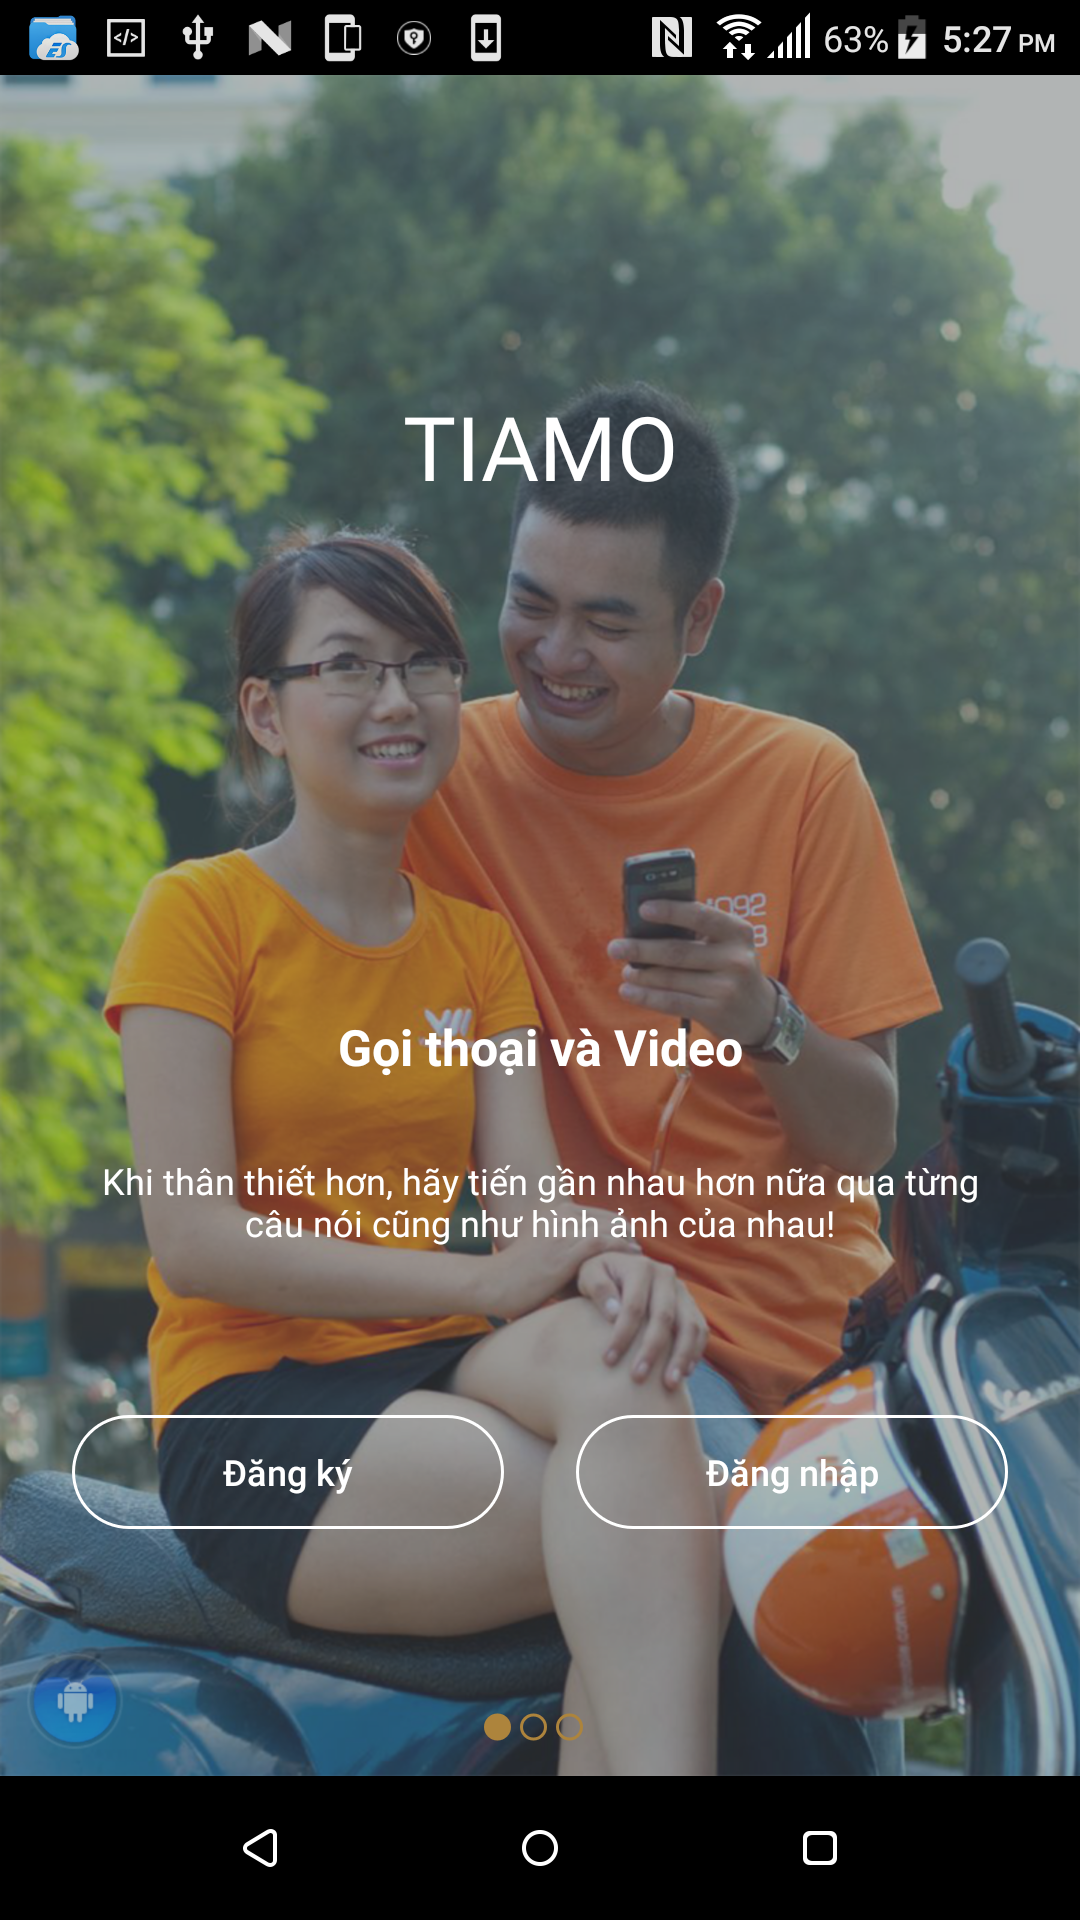 63% 5:27 PM
TIAMO
Gọi thoại và Video
Khi thân thiết hơn, hãy tiến gần nhau hơn nữa qua từng
câu nói cũng như hình ảnh của nhau!
Đăng ký
Đăng nhập